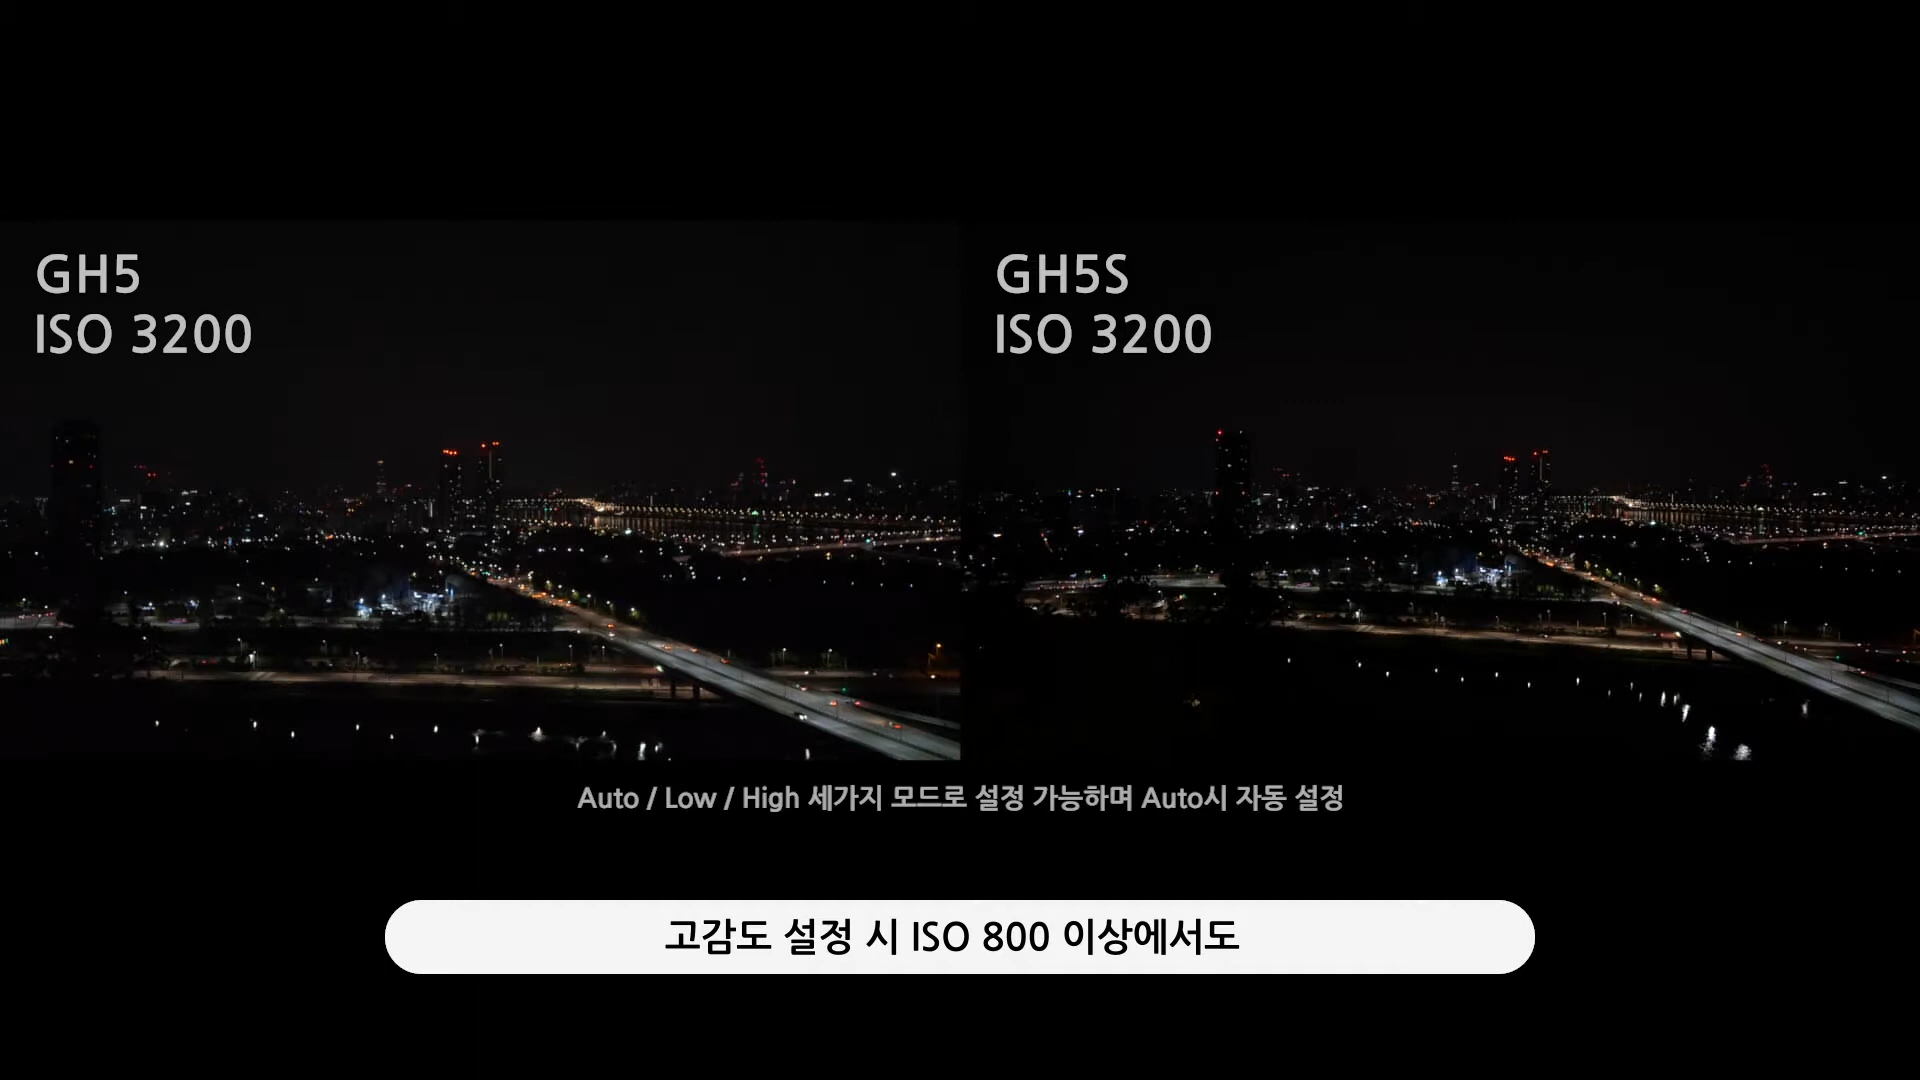 GH5
ISO 3200
GH5S
ISO 3200
Auto / Low / High 세가지 모드로 설정 가능하며 Auto시 자동 설정
고감도 설정 시 ISO 800 이상에서도